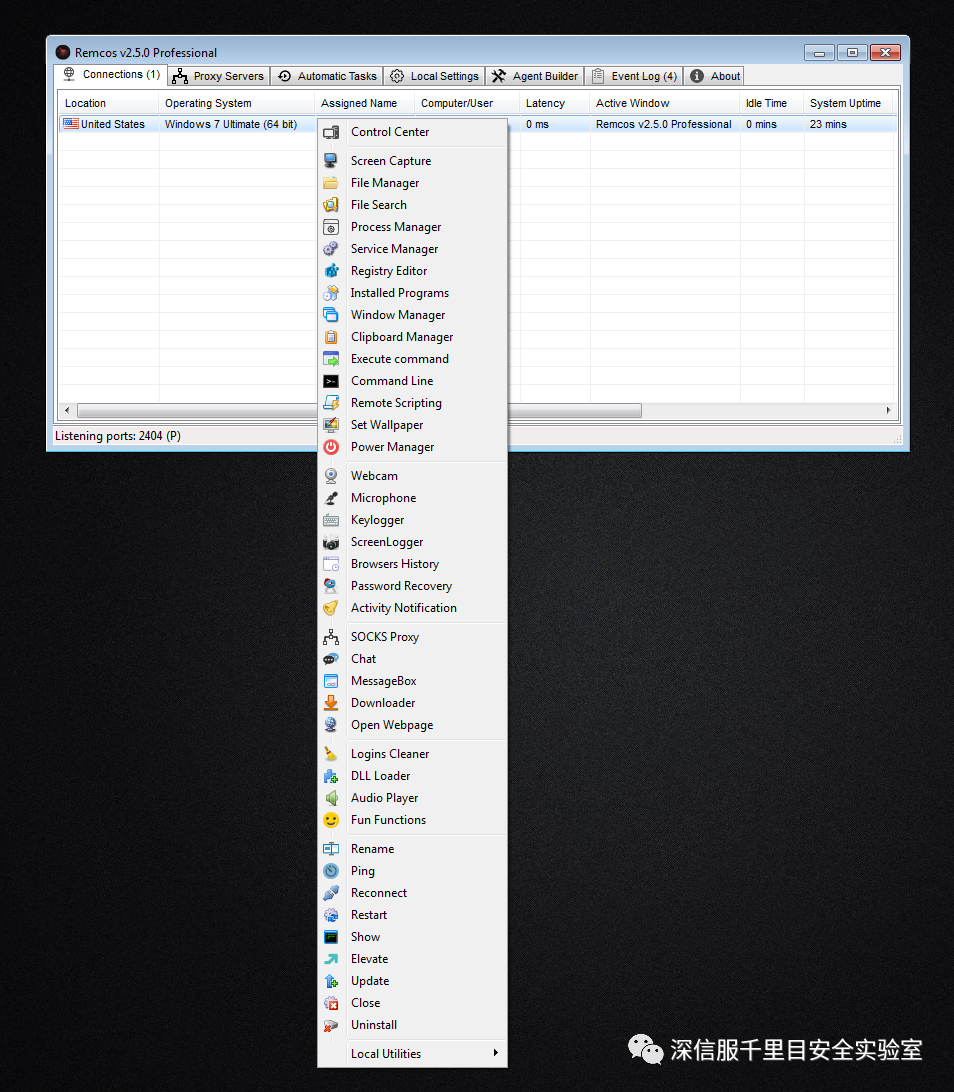 Remcos v2.5.0 Professional
Connections (1) Proxy Servers Automatic Tasks Local Settings Agent Builder Event Log (4) About
Location Operating System Assigned Name Computer/User Latency Active Window Idle Time System Uptime
United States Windows 7 Ultimate (64 bit) 0 ms Remcos v2.5.0 Professional 0 mins 23 mins
Control Center
Screen Capture
File Manager
File Search
Process Manager
Service Manager
Registry Editor
Installed Programs
Window Manager
Clipboard Manager
Execute command
Command Line
Remote Scripting
Set Wallpaper
Listening ports: 2404 (P)
Power Manager
Webcam
Microphone
Keylogger
ScreenLogger
Browsers History
Password Recovery
Activity Notification
SOCKS Proxy
Chat
MessageBox
Downloader
Open Webpage
Logins Cleaner
DLL Loader
Audio Player
Fun Functions
Rename
Ping
Reconnect
Restart
Show
Elevate
Update
Close
Uninstall
Local Utilities
深信服千里目安全实验室